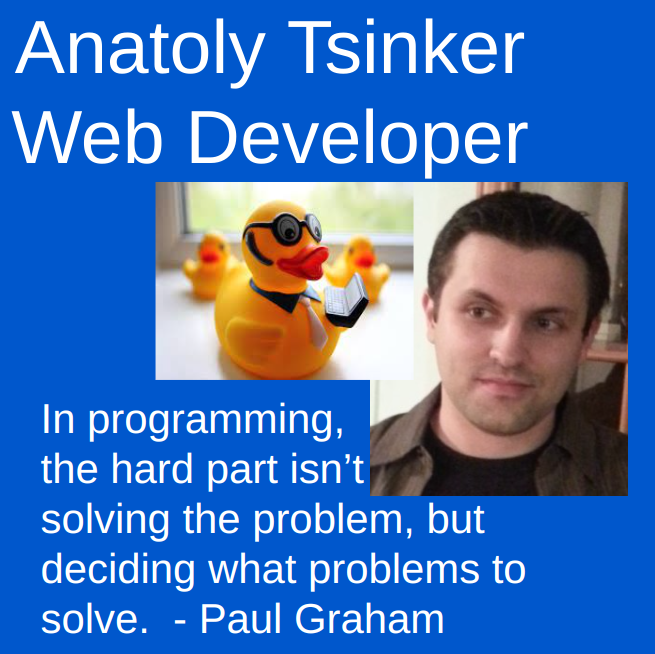 Anatoly Tsinker
Web Developer
In programming,
the hard part isn’t
solving the problem, but
deciding what problems to
solve.  - Paul Graham